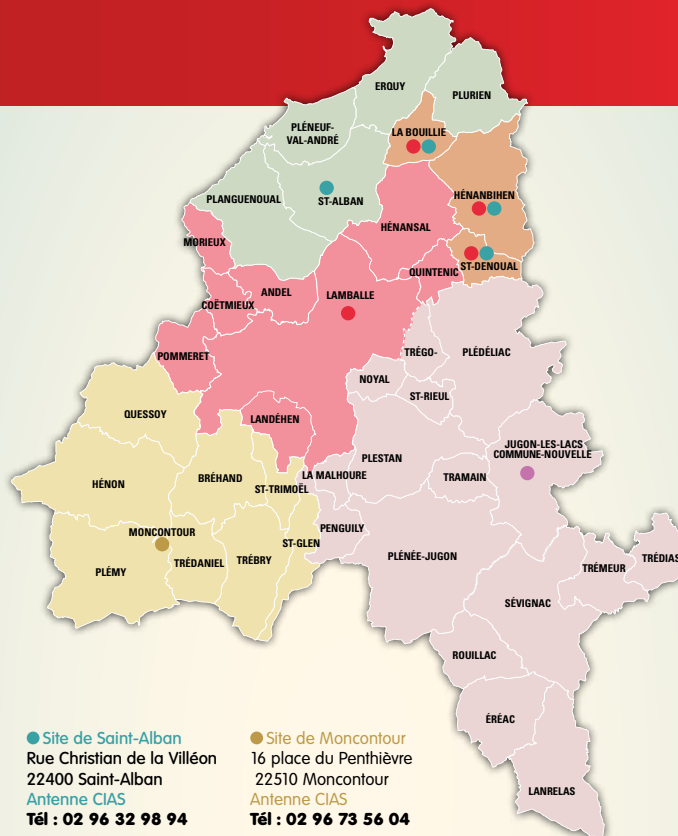 ERQUY
PLURIEN
PLÉNEUF-
VAL-ANDRÉ
LA BOUILLIE
PLANGUENOUAL
ST-ALBAN
HÉNANBIHEN
HÉNANSAL
MORIEUX
QUINTENIC
ST-DENOUAL
COËTMIEUX
ANDEL
LAMBALLE
POMMERET
TRÉGO-
PLÉDÉLIAC
NOYAL
ST-RIEUL
QUESSOY
LANDÉHEN
JUGON-LES-LACS
COMMUNE-NOUVELLE
PLESTAN
HÉNON
BRÉHAND
ST-TRIMOËL
LA MALHOURE
TRAMAIN
MONCONTOUR
ST-GLEN
PENGUILY
PLÉNÉE-JUGON
PLÉMY
TRÉDANIEL
TRÉBRY
TRÉMEUR
TRÉDIAS
SÉVIGNAC
ROUILLAC
ÉRÉAC
LANRELAS
Site de Saint-Alban
Rue Christian de la Villéon
22400 Saint-Alban
Antenne CIAS
Tél : 02 96 32 98 94
Site de Moncontour
16 place du Penthièvre
22510 Moncontour
Antenne CIAS
Tél : 02 96 73 56 04